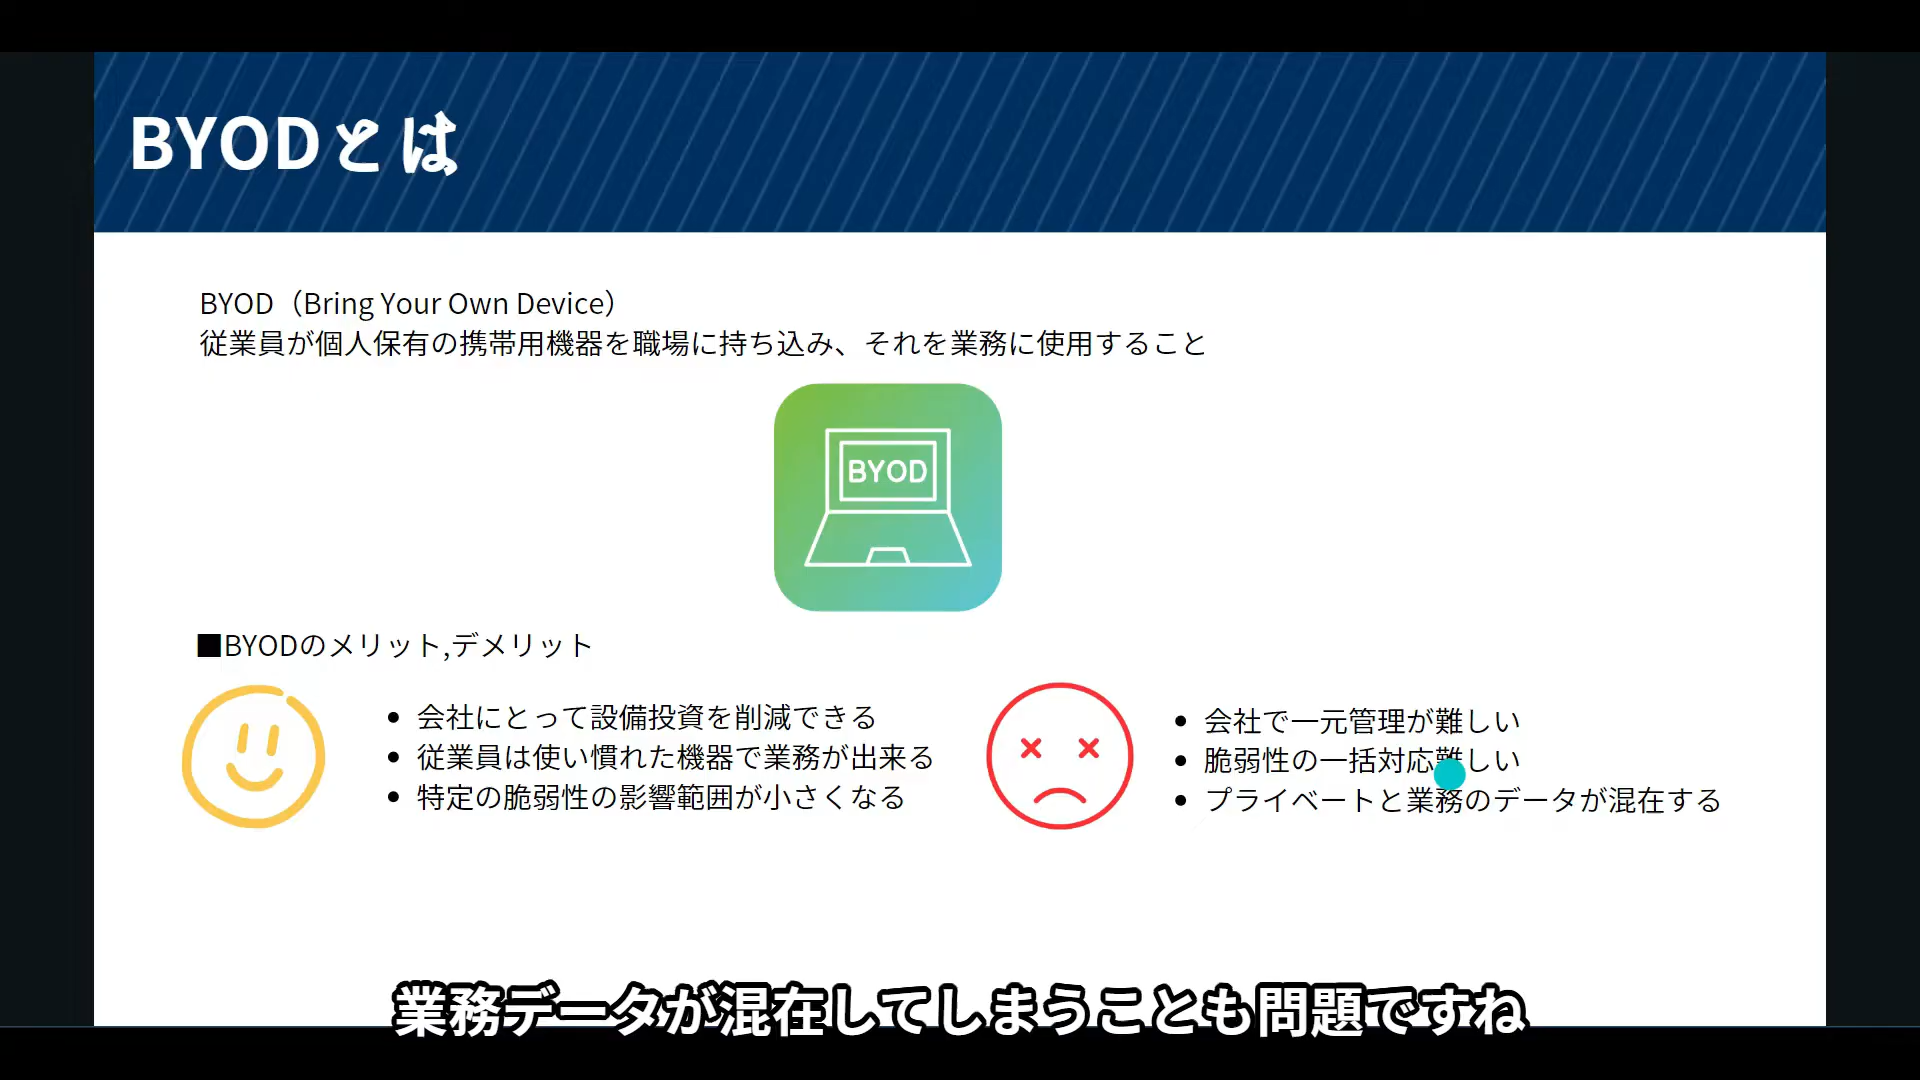 BYODとは
BYOD（Bring Your Own Device）
従業員が個人保有の携帯用機器を職場に持ち込み、それを業務に使用すること
BYOD
■BYODのメリット,デメリット
• 会社にとって設備投資を削減できる
• 従業員は使い慣れた機器で業務が出来る
• 特定の脆弱性の影響範囲が小さくなる
• 会社で一元管理が難しい
• 脆弱性の一括対応難しい
• プライベートと業務のデータが混在する
業務データが混在してしまうことも問題ですね